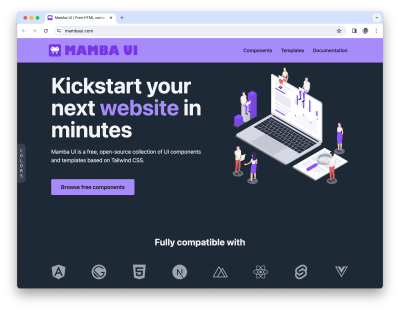 Mamba UI | Free HTML comp
mambaui.com
MAMBA UI
Components
Templates
Documentation
Kickstart your
next website in
minutes
Mamba UI is a free, open-source collection of UI components
and templates based on Tailwind CSS.
Browse free components
COLORS
Fully compatible with